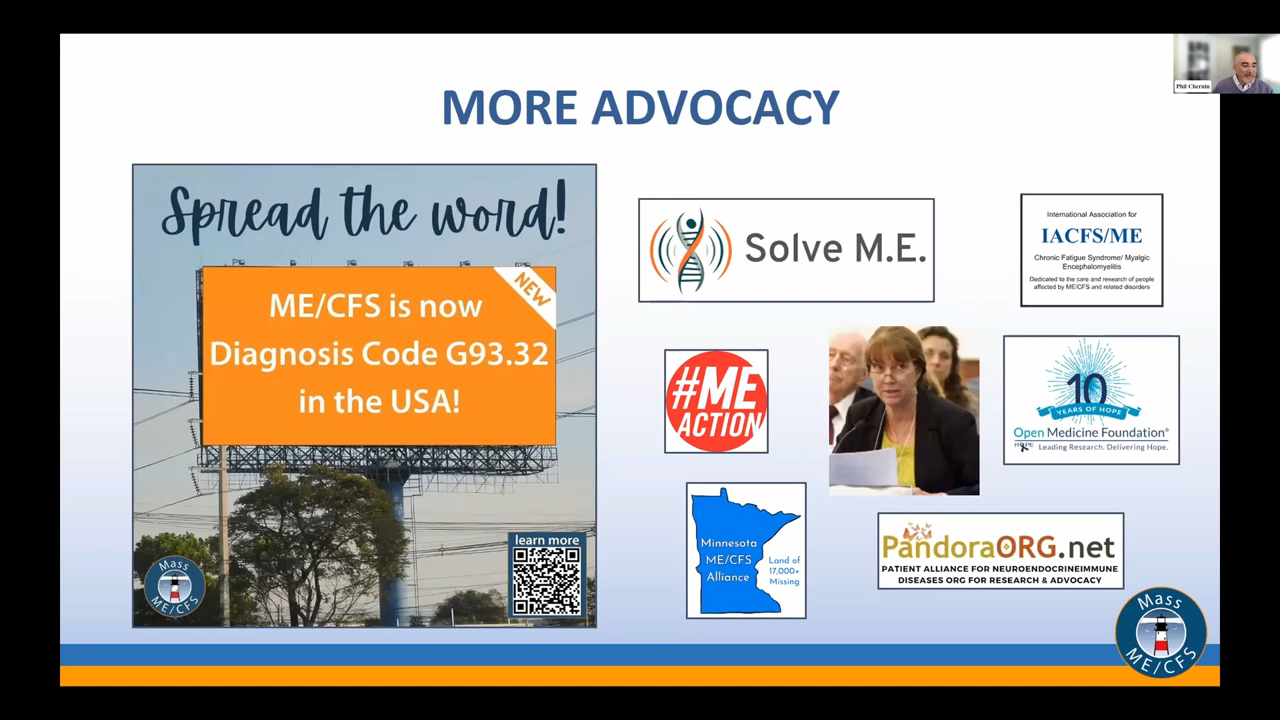 Phil Chernin
MORE ADVOCACY
Spread the word!
NEW
ME/CFS is now
Diagnosis Code G93.32
in the USA!
learn more
Mass
ME/CFS
Solve M.E.
International Association for
IACFS/ME
Chronic Fatigue Syndrome/ Myalgic
Encephalomyelitis
Dedicated to the care and research of people
affected by ME/CFS and related disorders
#ME
ACTION
10
YEARS OF HOPE
Open Medicine Foundation®
HOPE
Leading Research. Delivering Hope.
Minnesota
ME/CFS
Alliance
Land of
17,000+
Missing
PandoraORG.net
PATIENT ALLIANCE FOR NEUROENDOCRINEIMMUNE
DISEASES ORG FOR RESEARCH & ADVOCACY
Mass
ME/CFS